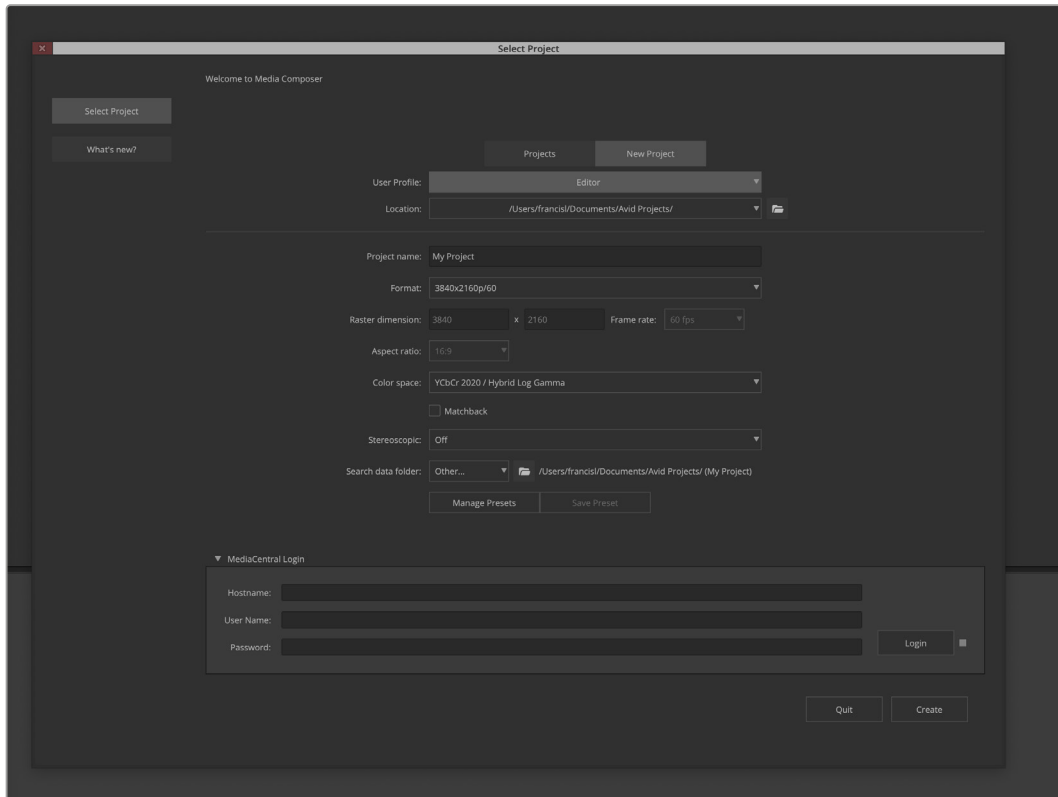 Select Project
Welcome to Media Composer
Select Project
What's new?
Projects New Project
User Profile: Editor
Location: /Users/francisl/Documents/Avid Projects/
Project name: My Project
Format: 3840x2160p/60
Raster dimension: 3840 x 2160 Frame rate: 60 fps
Aspect ratio: 16:9
Color space: YCbCr 2020 / Hybrid Log Gamma
Matchback
Stereoscopic: Off
Search data folder: Other... /Users/francisl/Documents/Avid Projects/ (My Project)
Manage Presets Save Preset
MediaCentral Login
Hostname:
User Name:
Password:
Login
Quit Create